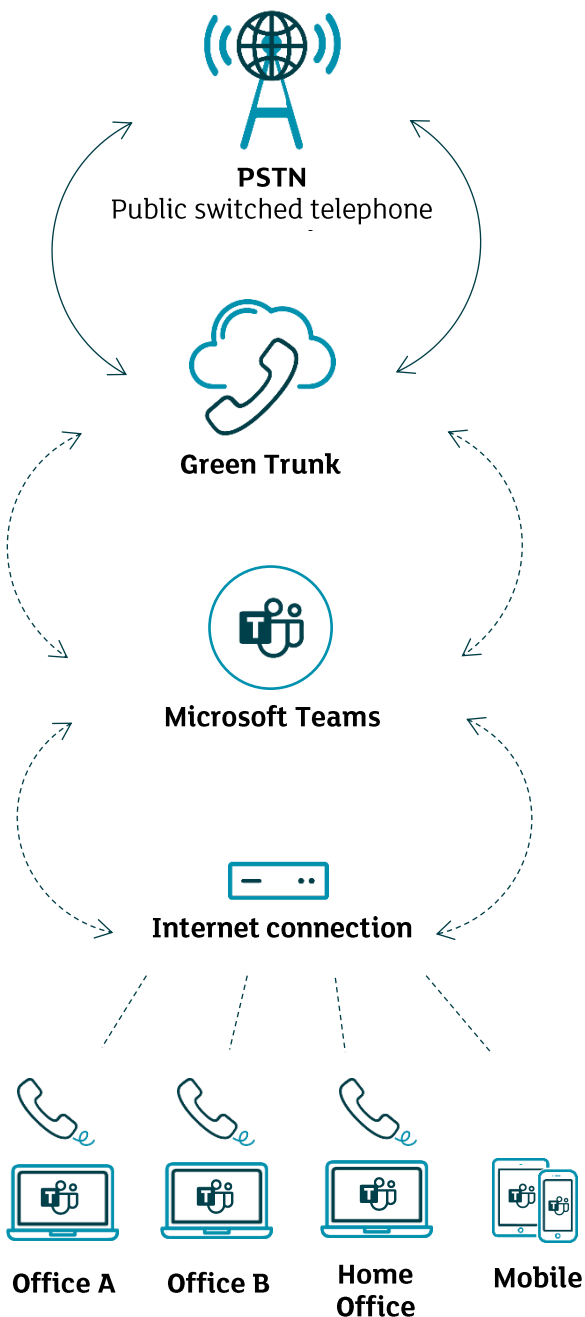 PSTN
Public switched telephone
Green Trunk
T
Microsoft Teams
Internet connection
T
T
T
T
T
Office A
Office B
Home
Office
Mobile